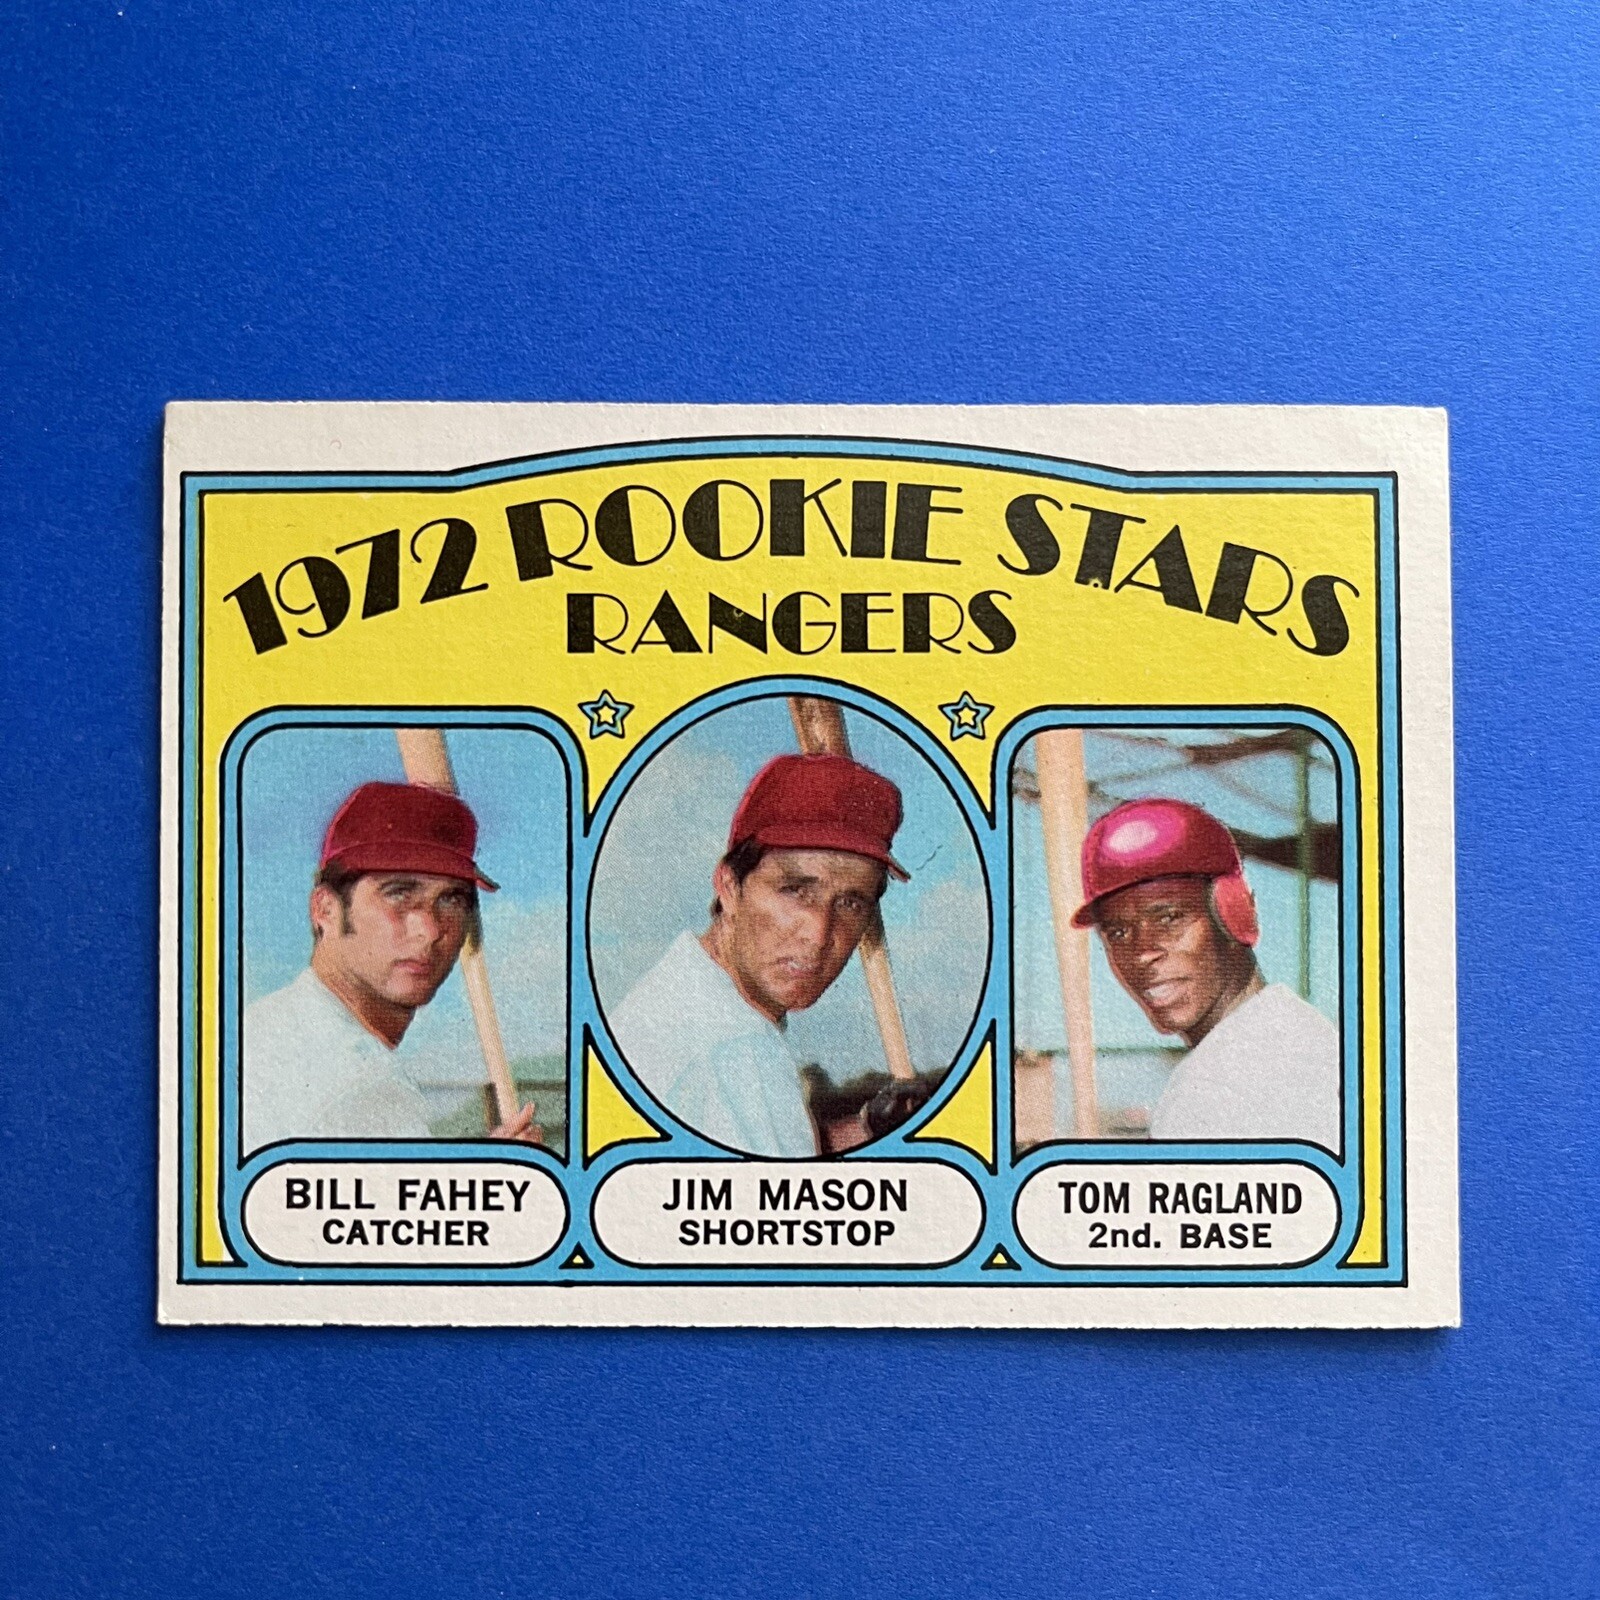 1972 ROOKIE STARS
RANGERS
BILL FAHEY
CATCHER
JIM MASON
SHORTSTOP
TOM RAGLAND
2nd. BASE